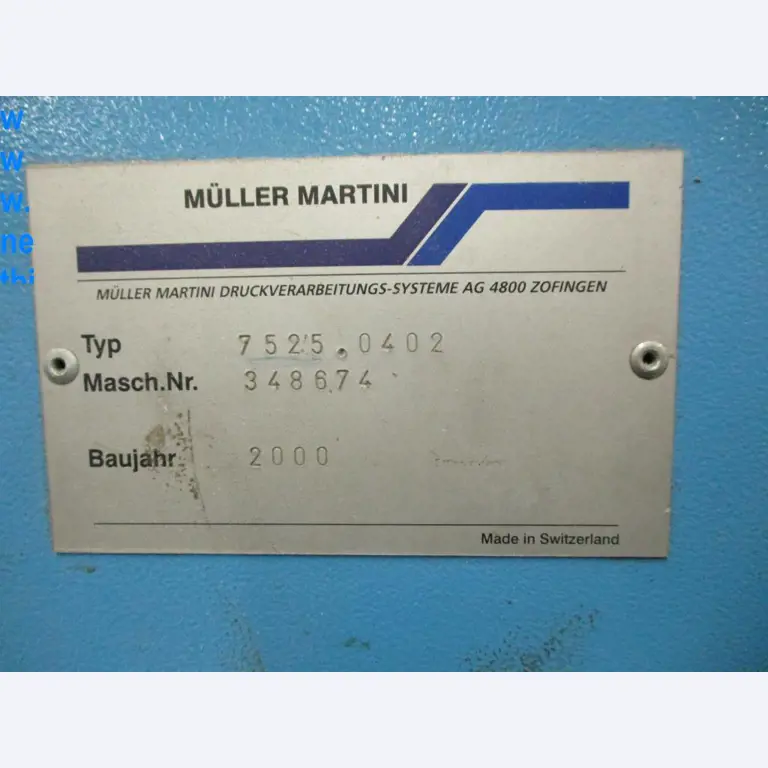 w
w
w.
ne
MÜLLER MARTINI
MÜLLER MARTINI DRUCKVERARBEITUNGS-SYSTEME AG 4800 ZOFINGEN
Typ 7525.0402
Masch.Nr. 348674
Baujahr 2000
Made in Switzerland